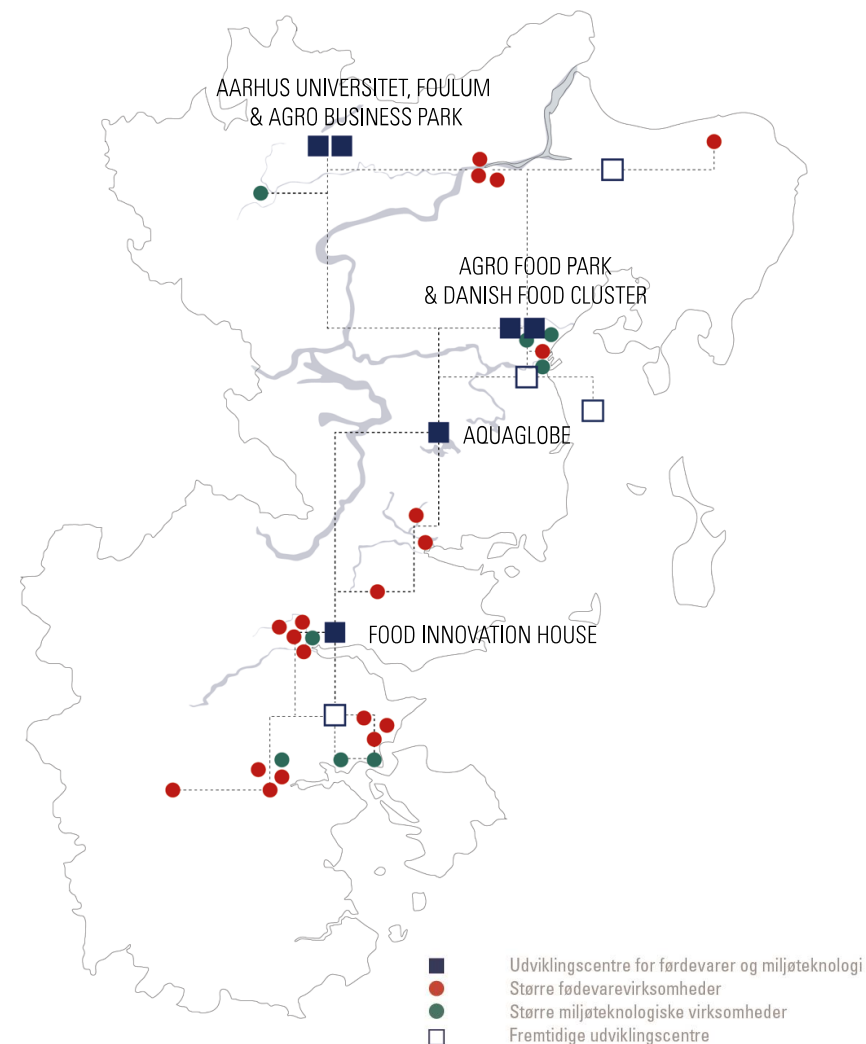 AARHUS UNIVERSITET, FOULUM
& AGRO BUSINESS PARK
AGRO FOOD PARK
& DANISH FOOD CLUSTER
AQUAGLOBE
FOOD INNOVATION HOUSE
Udviklingscentre for førdevarer og miljøteknologi
Større fødevarevirksomheder
Større miljøteknologiske virksomheder
Fremtidige udviklingscentre